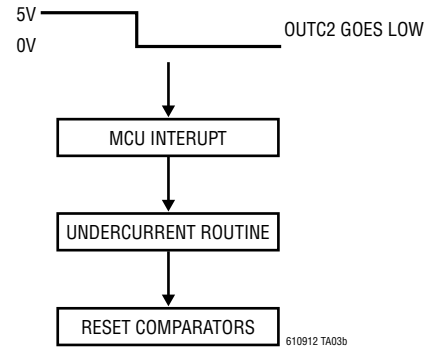 5V
0V
OUTC2 GOES LOW
MCU INTERUPT
UNDERCURRENT ROUTINE
RESET COMPARATORS
610912 TA03b